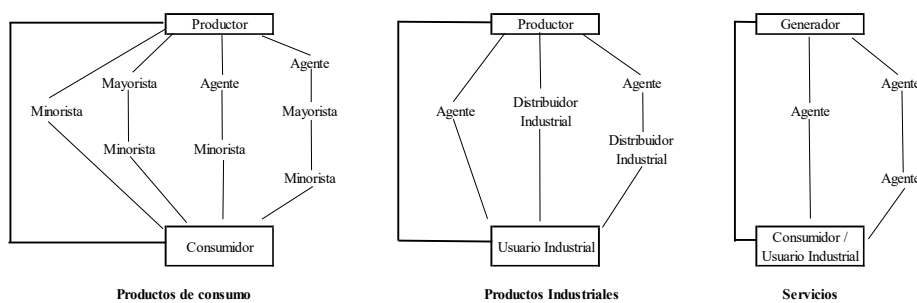 Productor
Minorista
Mayorista
Minorista
Agente
Minorista
Agente
Mayorista
Minorista
Consumidor
Productos de consumo
Productor
Agente
Distribuidor
Industrial
Agente
Distribuidor
Industrial
Usuario Industrial
Productos Industriales
Generador
Agente
Agente
Agente
Consumidor /
Usuario Industrial
Servicios